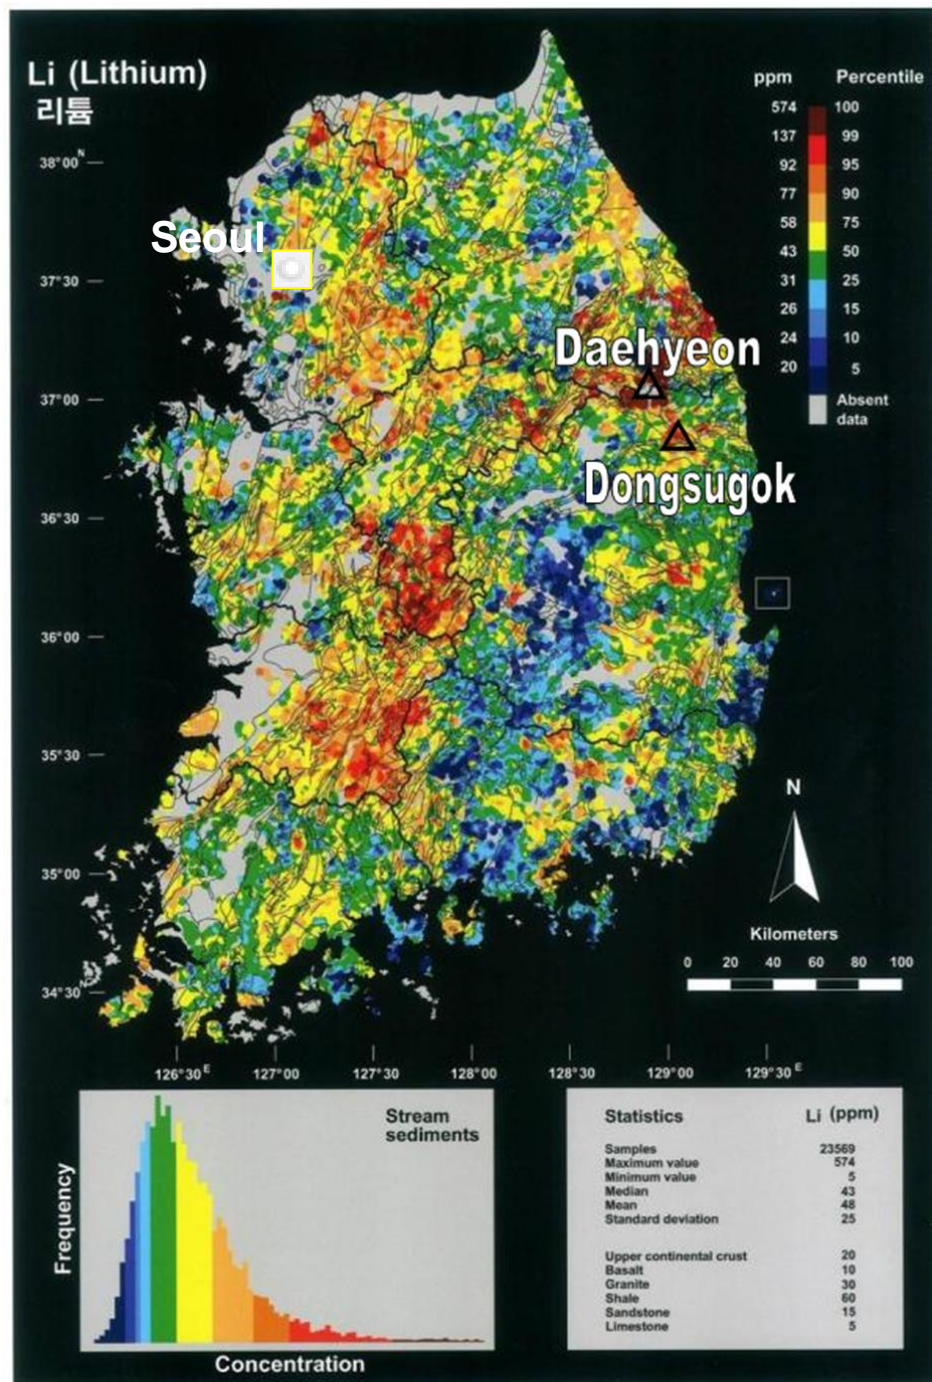 Li (Lithium)
리튬
ppm Percentile
574 100
137 99
92 95
77 90
58 75
43 50
31 25
26 15
24 10
20 5
Absent
data
38°00'N
Seoul
37°30
Daehyeon
37°00
Dongsugok
36°30
36°00
35°30
N
35°00
Kilometers
0 20 40 60 80 100
34°30'N
126°30'E 127°00 127°30 128°00 128°30 129°00 129°30'E
Stream
sediments
Frequency
Concentration
Statistics Li (ppm)
Samples 23569
Maximum value 574
Minimum value 5
Median 43
Mean 48
Standard deviation 25
Upper continental crust 20
Basalt 10
Granite 30
Shale 60
Sandstone 15
Limestone 5